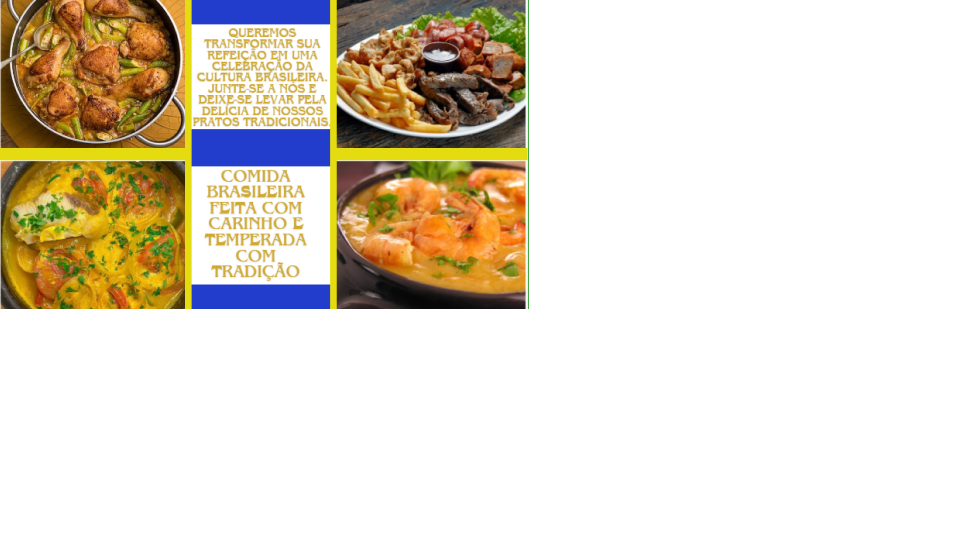 QUEREMOS
TRANSFORMAR SUA
REFEIÇÃO EM UMA
CELEBRAÇÃO DA
CULTURA BRASILEIRA.
JUNTE-SE A NÓS E
DEIXE-SE LEVAR PELA
DELÍCIA DE NOSSOS
PRATOS TRADICIONAIS.
COMIDA
BRASILEIRA
FEITA COM
CARINHO E
TEMPERADA
COM
TRADIÇÃO